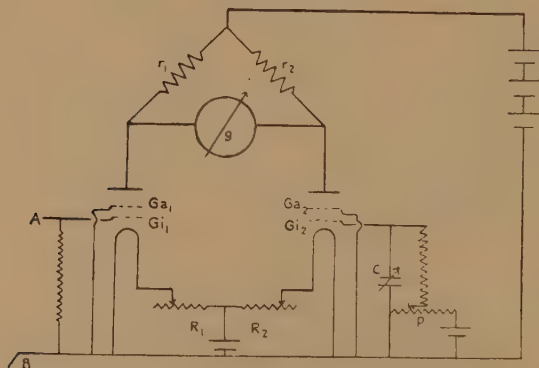 r₁ r₂
g
Ga₁ Ga₂
A Gi₁ Gi₂
C
R₁ R₂ P
B